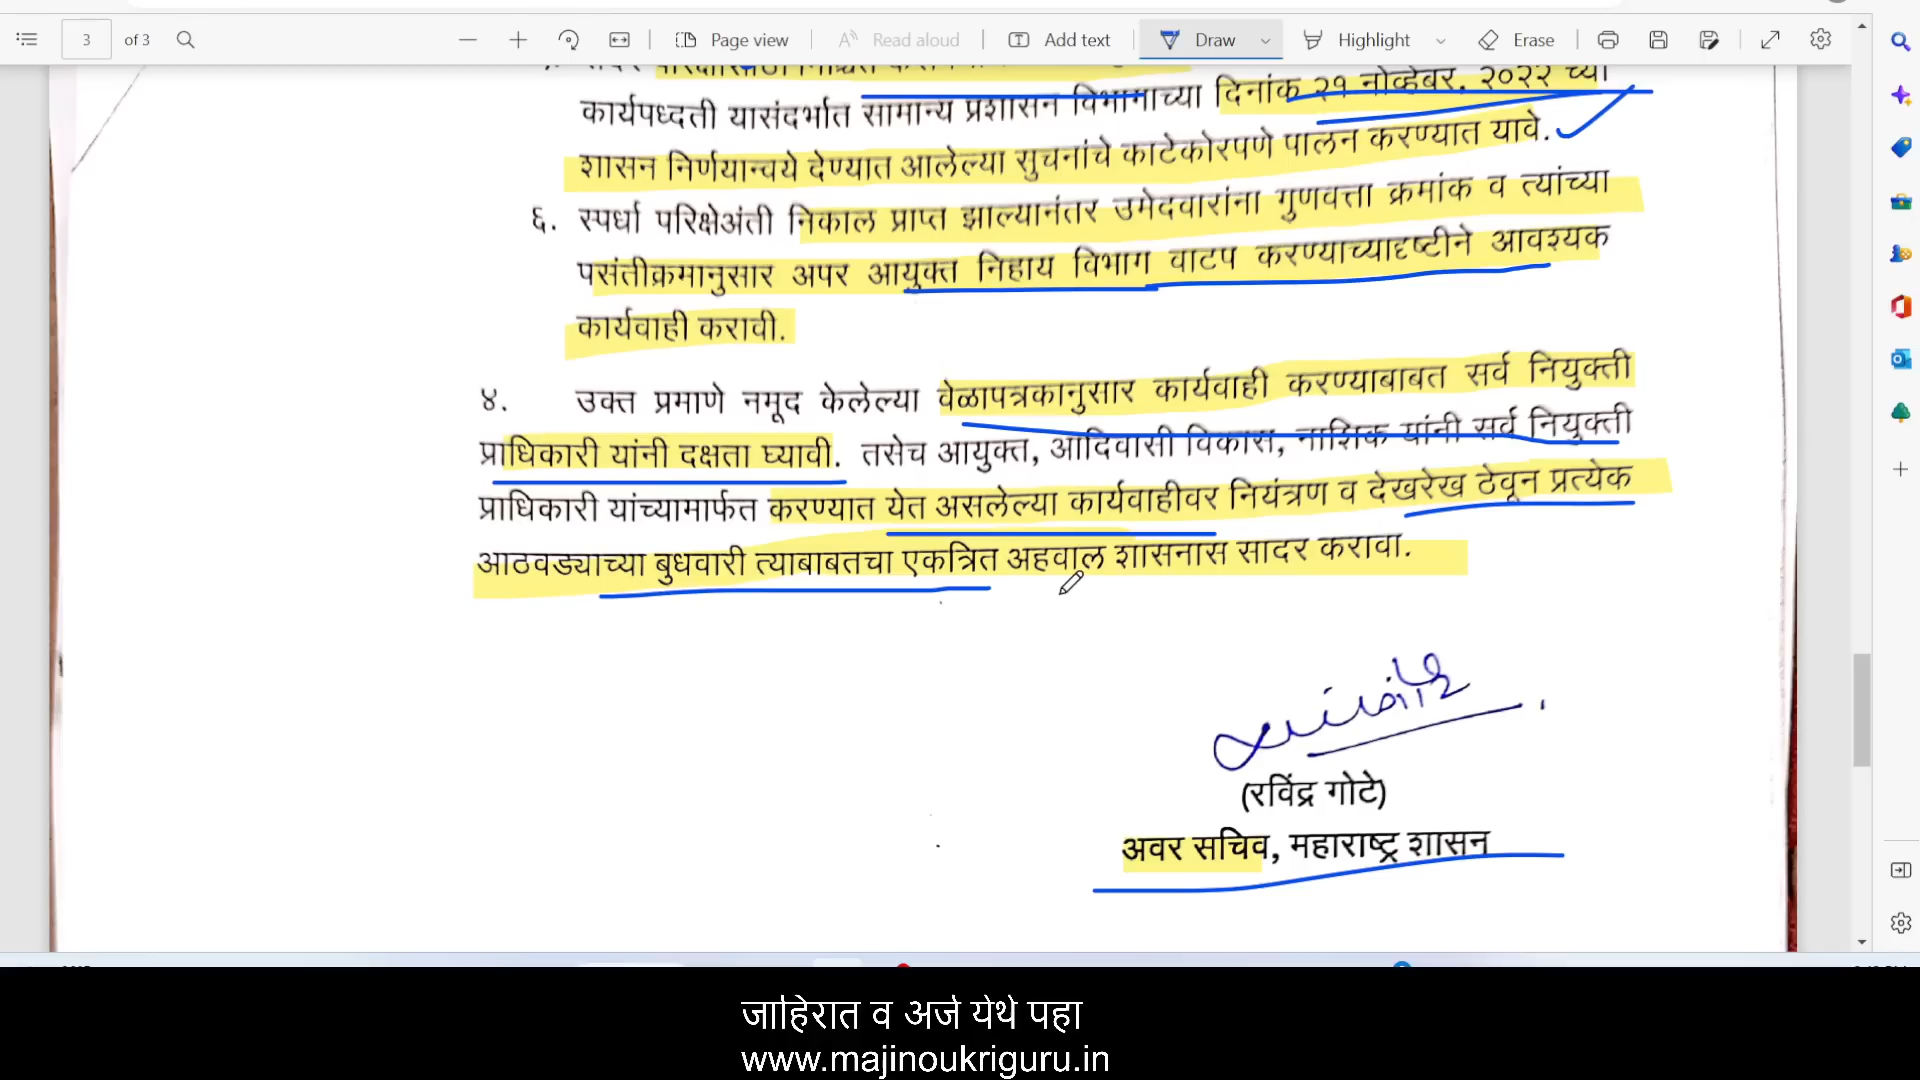 3 of 3 Page view Read aloud Add text Draw Highlight Erase
कार्यपध्दती यासंदर्भात सामान्य प्रशासन विभागाच्या दिनांक २१ नोव्हेंबर, २०२२ च्या
शासन निर्णयान्वये देण्यात आलेल्या सुचनांचे काटेकोरपणे पालन करण्यात यावे.
६. स्पर्धा परिक्षेअंती निकाल प्राप्त झाल्यानंतर उमेदवारांना गुणवत्ता क्रमांक व त्यांच्या
पसंतीक्रमानुसार अपर आयुक्त निहाय विभाग वाटप करण्याच्यादृष्टीने आवश्यक
कार्यवाही करावी.
४. उक्त प्रमाणे नमूद केलेल्या वेळापत्रकानुसार कार्यवाही करण्याबाबत सर्व नियुक्ती
प्राधिकारी यांनी दक्षता घ्यावी. तसेच आयुक्त, आदिवासी विकास, नाशिक यांनी सर्व नियुक्ती
प्राधिकारी यांच्यामार्फत करण्यात येत असलेल्या कार्यवाहीवर नियंत्रण व देखरेख ठेवून प्रत्येक
आठवड्याच्या बुधवारी त्याबाबतचा एकत्रित अहवाल शासनास सादर करावा.
(रविंद्र गोटे)
अवर सचिव, महाराष्ट्र शासन
जाहिरात व अर्ज येथे पहा
www.majinoukriguru.in